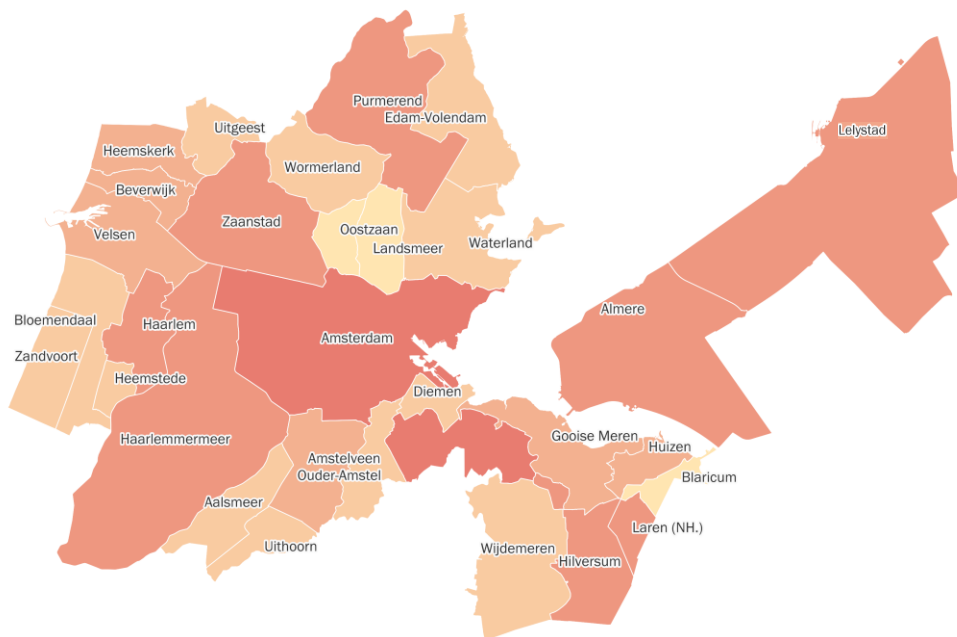 Purmerend
Edam-Volendam
Uitgeest
Lelystad
Heemskerk
Wormerland
Beverwijk
Zaanstad
Oostzaan
Velsen
Landsmeer
Waterland
Almere
Bloemendaal
Haarlem
Amsterdam
Zandvoort
Heemstede
Diemen
Haarlemmermeer
Gooise Meren
Huizen
Amstelveen
Ouder-Amstel
Blaricum
Aalsmeer
Laren (NH.)
Uithoorn
Wijdemeren
Hilversum